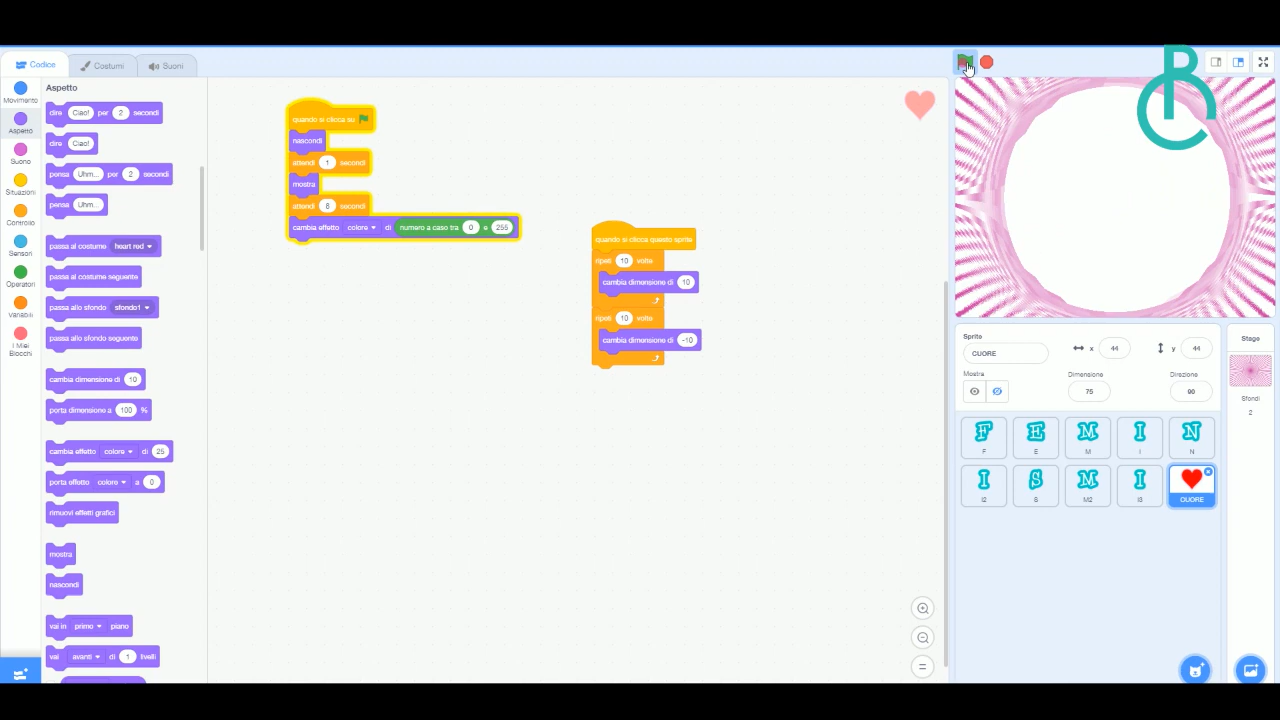 Codice
Costumi
Suoni
Movimento
Aspetto
Suono
Situazioni
Controllo
Sensori
Operatori
Variabili
I Miei
Blocchi
Aspetto
dire Ciao! per 2 secondi
dire Ciao!
pensa Uhm... per 2 secondi
pensa Uhm...
passa al costume heart red
passa al costume seguente
passa allo sfondo sfondo1
passa allo sfondo seguente
cambia dimensione di 10
porta dimensione a 100 %
cambia effetto colore di 25
porta effetto colore a 0
rimuovi effetti grafici
mostra
nascondi
vai in primo piano
vai avanti di 1 livelli
quando si clicca su
nascondi
attendi 1 secondi
mostra
attendi 8 secondi
cambia effetto colore di numero a caso tra 0 e 255
quando si clicca questo sprite
ripeti 10 volte
cambia dimensione di 10
ripeti 10 volte
cambia dimensione di -10
Sprite
CUORE
x 44
y 44
Mostra
Dimensione
75
Direzione
90
F
F
E
E
M
M
I
I
N
N
I
I2
S
S
M
M2
I
I3
CUORE
Stage
Sfondi
2